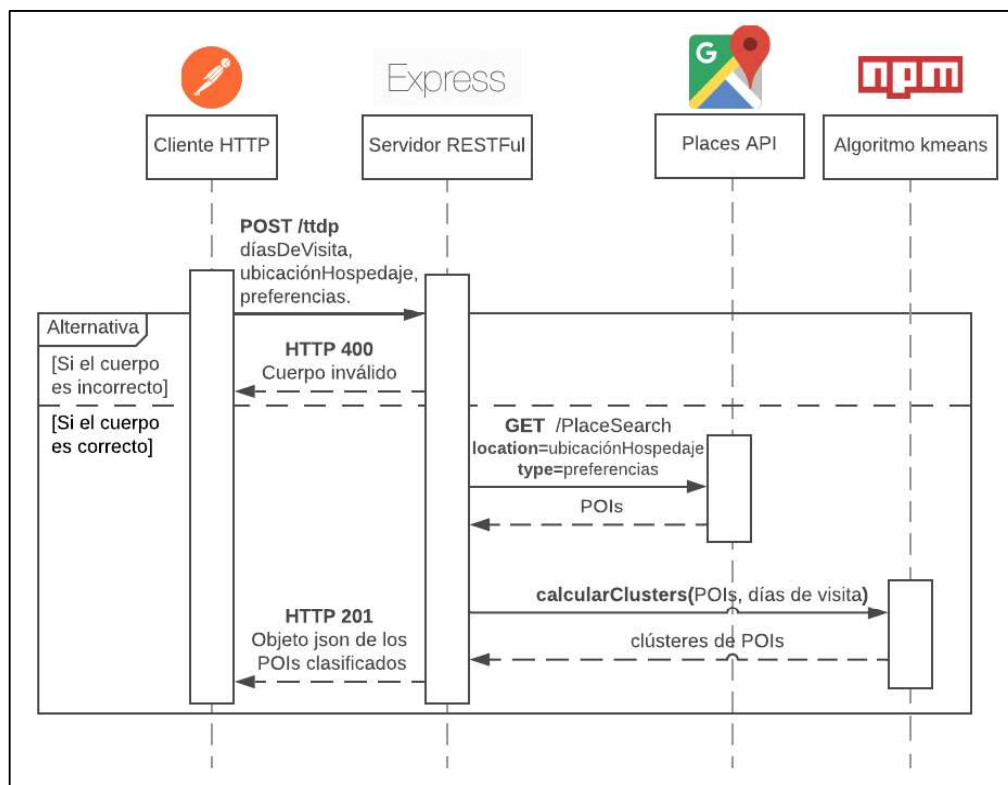 Express
G
npm
Cliente HTTP
Servidor RESTFul
Places API
Algoritmo kmeans
POST /ttdp
díasDeVisita,
ubicaciónHospedaje,
preferencias.
Alternativa
[Si el cuerpo
es incorrecto]
HTTP 400
Cuerpo inválido
[Si el cuerpo
es correcto]
GET /PlaceSearch
location=ubicaciónHospedaje
type=preferencias
POIs
calcularClusters(POIs, días de visita)
HTTP 201
Objeto json de los
POIs clasificados
clústeres de POIs